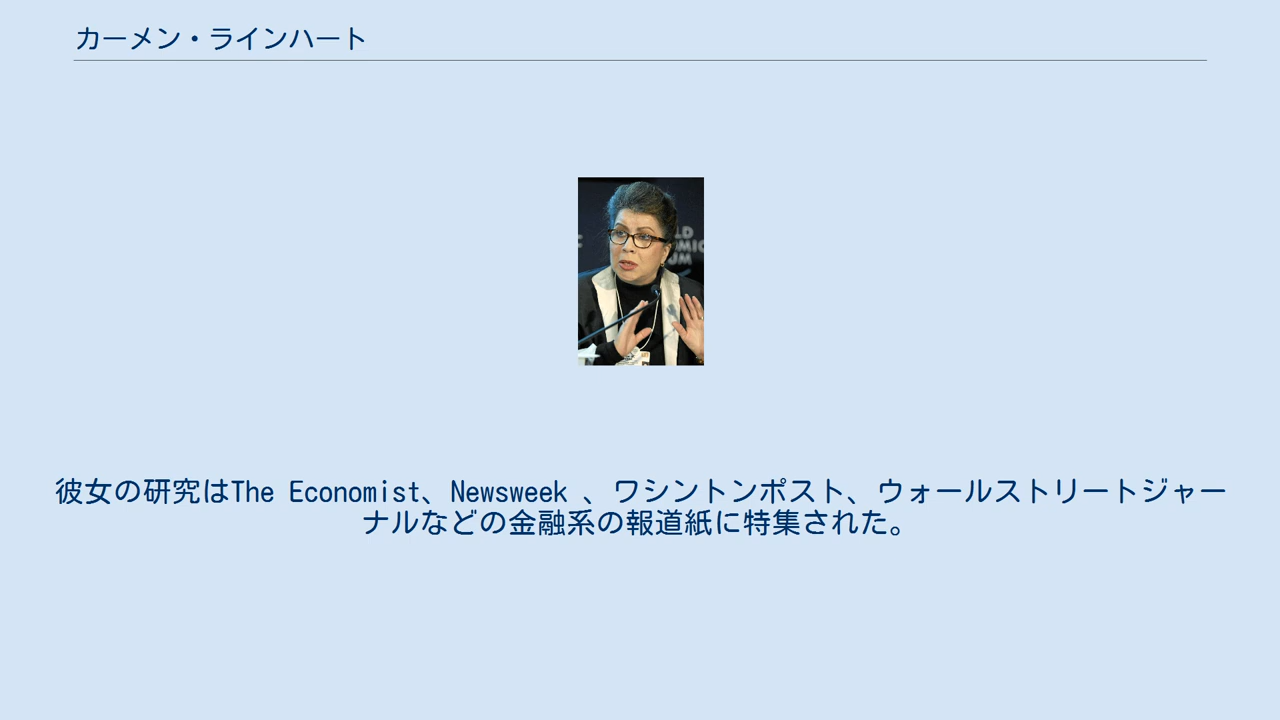 カーメン・ラインハート
LD
OMIC
UM
彼女の研究はThe Economist、Newsweek 、ワシントンポスト、ウォールストリートジャー
ナルなどの金融系の報道紙に特集された。